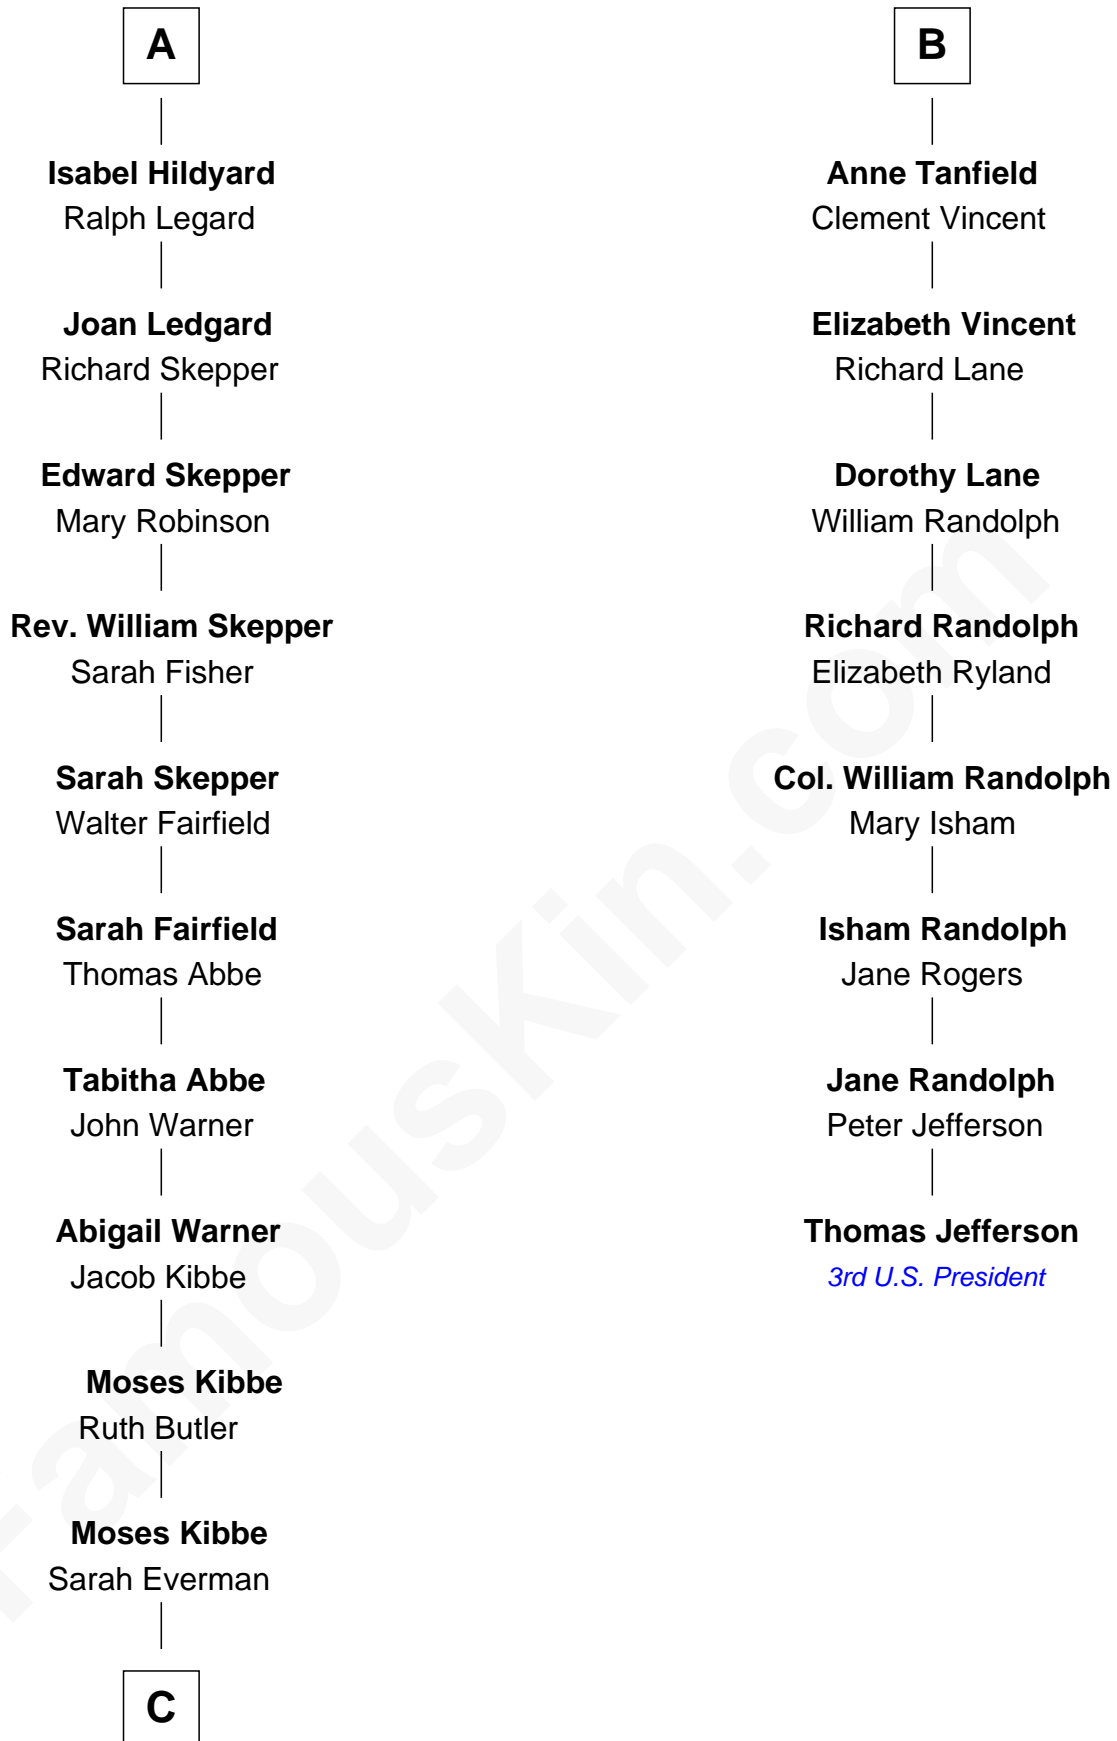 A
Isabel Hildyard
Ralph Legard
Joan Ledgard
Richard Skepper
Edward Skepper
Mary Robinson
Rev. William Skepper
Sarah Fisher
Sarah Skepper
Walter Fairfield
Sarah Fairfield
Thomas Abbe
Tabitha Abbe
John Warner
Abigail Warner
Jacob Kibbe
Moses Kibbe
Ruth Butler
Moses Kibbe
Sarah Everman
C
B
Anne Tanfield
Clement Vincent
Elizabeth Vincent
Richard Lane
Dorothy Lane
William Randolph
Richard Randolph
Elizabeth Ryland
Col. William Randolph
Mary Isham
Isham Randolph
Jane Rogers
Jane Randolph
Peter Jefferson
Thomas Jefferson
3rd U.S. President
FamousKin.com